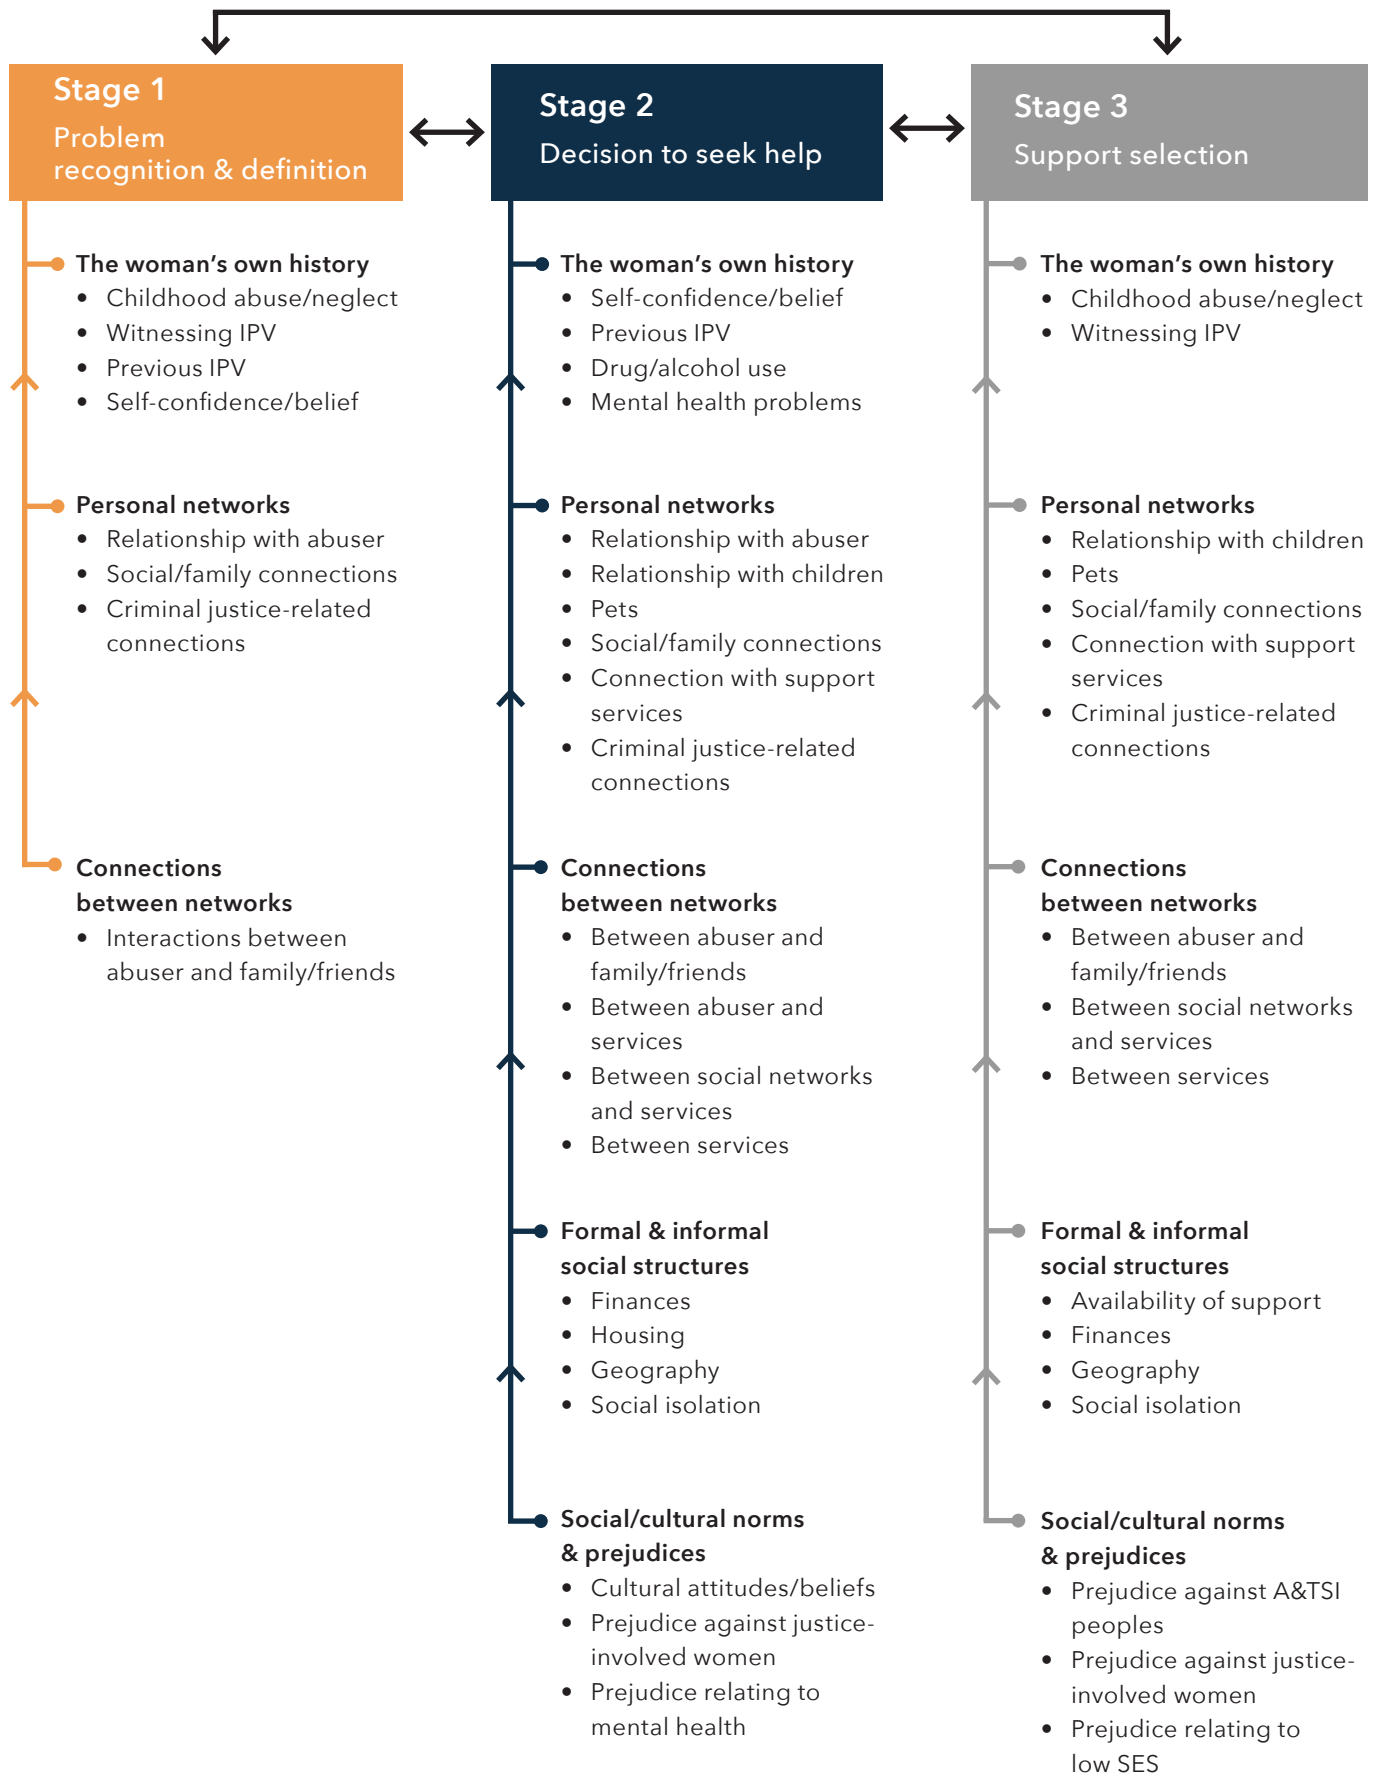 Stage 1
Problem
recognition & definition
The woman's own history
• Childhood abuse/neglect
• Witnessing IPV
• Previous IPV
• Self-confidence/belief
Personal networks
• Relationship with abuser
• Social/family connections
• Criminal justice-related
connections
Connections
between networks
• Interactions between
abuser and family/friends
Stage 2
Decision to seek help
The woman's own history
• Self-confidence/belief
• Previous IPV
• Drug/alcohol use
• Mental health problems
Personal networks
• Relationship with abuser
• Relationship with children
• Pets
• Social/family connections
• Connection with support
services
• Criminal justice-related
connections
Connections
between networks
• Between abuser and
family/friends
• Between abuser and
services
• Between social networks
and services
• Between services
Formal & informal
social structures
• Finances
• Housing
• Geography
• Social isolation
Social/cultural norms
& prejudices
• Cultural attitudes/beliefs
• Prejudice against justice-
involved women
• Prejudice relating to
mental health
Stage 3
Support selection
The woman's own history
• Childhood abuse/neglect
• Witnessing IPV
Personal networks
• Relationship with children
• Pets
• Social/family connections
• Connection with support
services
• Criminal justice-related
connections
Connections
between networks
• Between abuser and
family/friends
• Between social networks
and services
• Between services
Formal & informal
social structures
• Availability of support
• Finances
• Geography
• Social isolation
Social/cultural norms
& prejudices
• Prejudice against A&TSI
peoples
• Prejudice against justice-
involved women
• Prejudice relating to
low SES